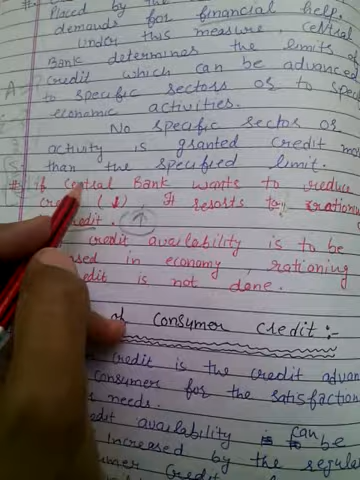 Placed by the
demands for financial help.
Under this measure, Central
Bank determines the limits of
credit which can be advanced
to specific sectors or to speci
economic activities.
No specific sector or
activity is granted credit mor
than the specified limit.
# if Central Bank wants to reduce
(↓), It resorts to rationing
credit. (↑)
credit availability is to be
sed in economy, rationing
dit is not done.
of Consumer Credit :-
credit is the credit advan
consumers for the satisfaction
needs.
dit availability can be
increased by the regula
umer Credit